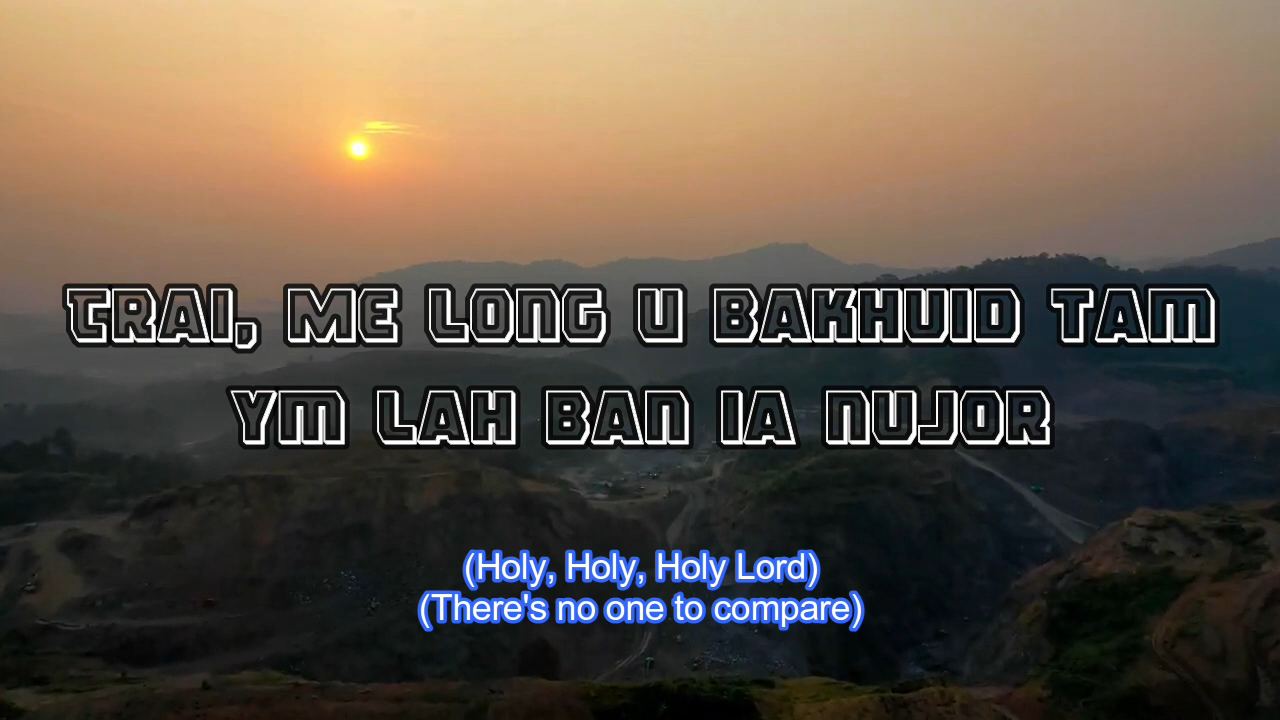 TRAI, ME LONG U BAKHUID TAM
YM LAH BAN IA NUJOR
(Holy, Holy, Holy Lord)
(There's no one to compare)